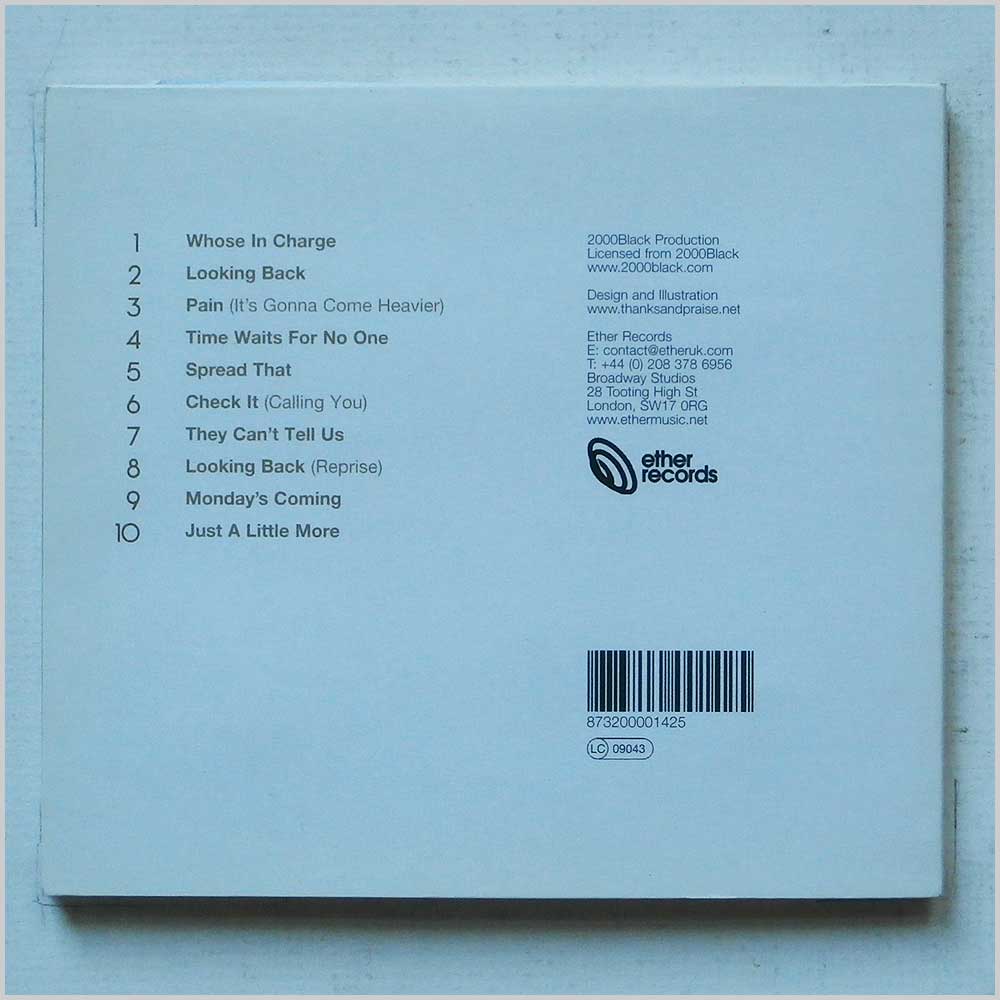 1 Whose In Charge
2 Looking Back
3 Pain (It's Gonna Come Heavier)
4 Time Waits For No One
5 Spread That
6 Check It (Calling You)
7 They Can't Tell Us
8 Looking Back (Reprise)
9 Monday's Coming
10 Just A Little More
2000Black Production
Licensed from 2000Black
www.2000black.com
Design and Illustration
www.thanksandpraise.net
Ether Records
E: contact@etheruk.com
T: +44 (0) 208 378 6956
Broadway Studios
28 Tooting High St
London, SW17 0RG
www.ethermusic.net
ether
records
873200001425
LC 09043